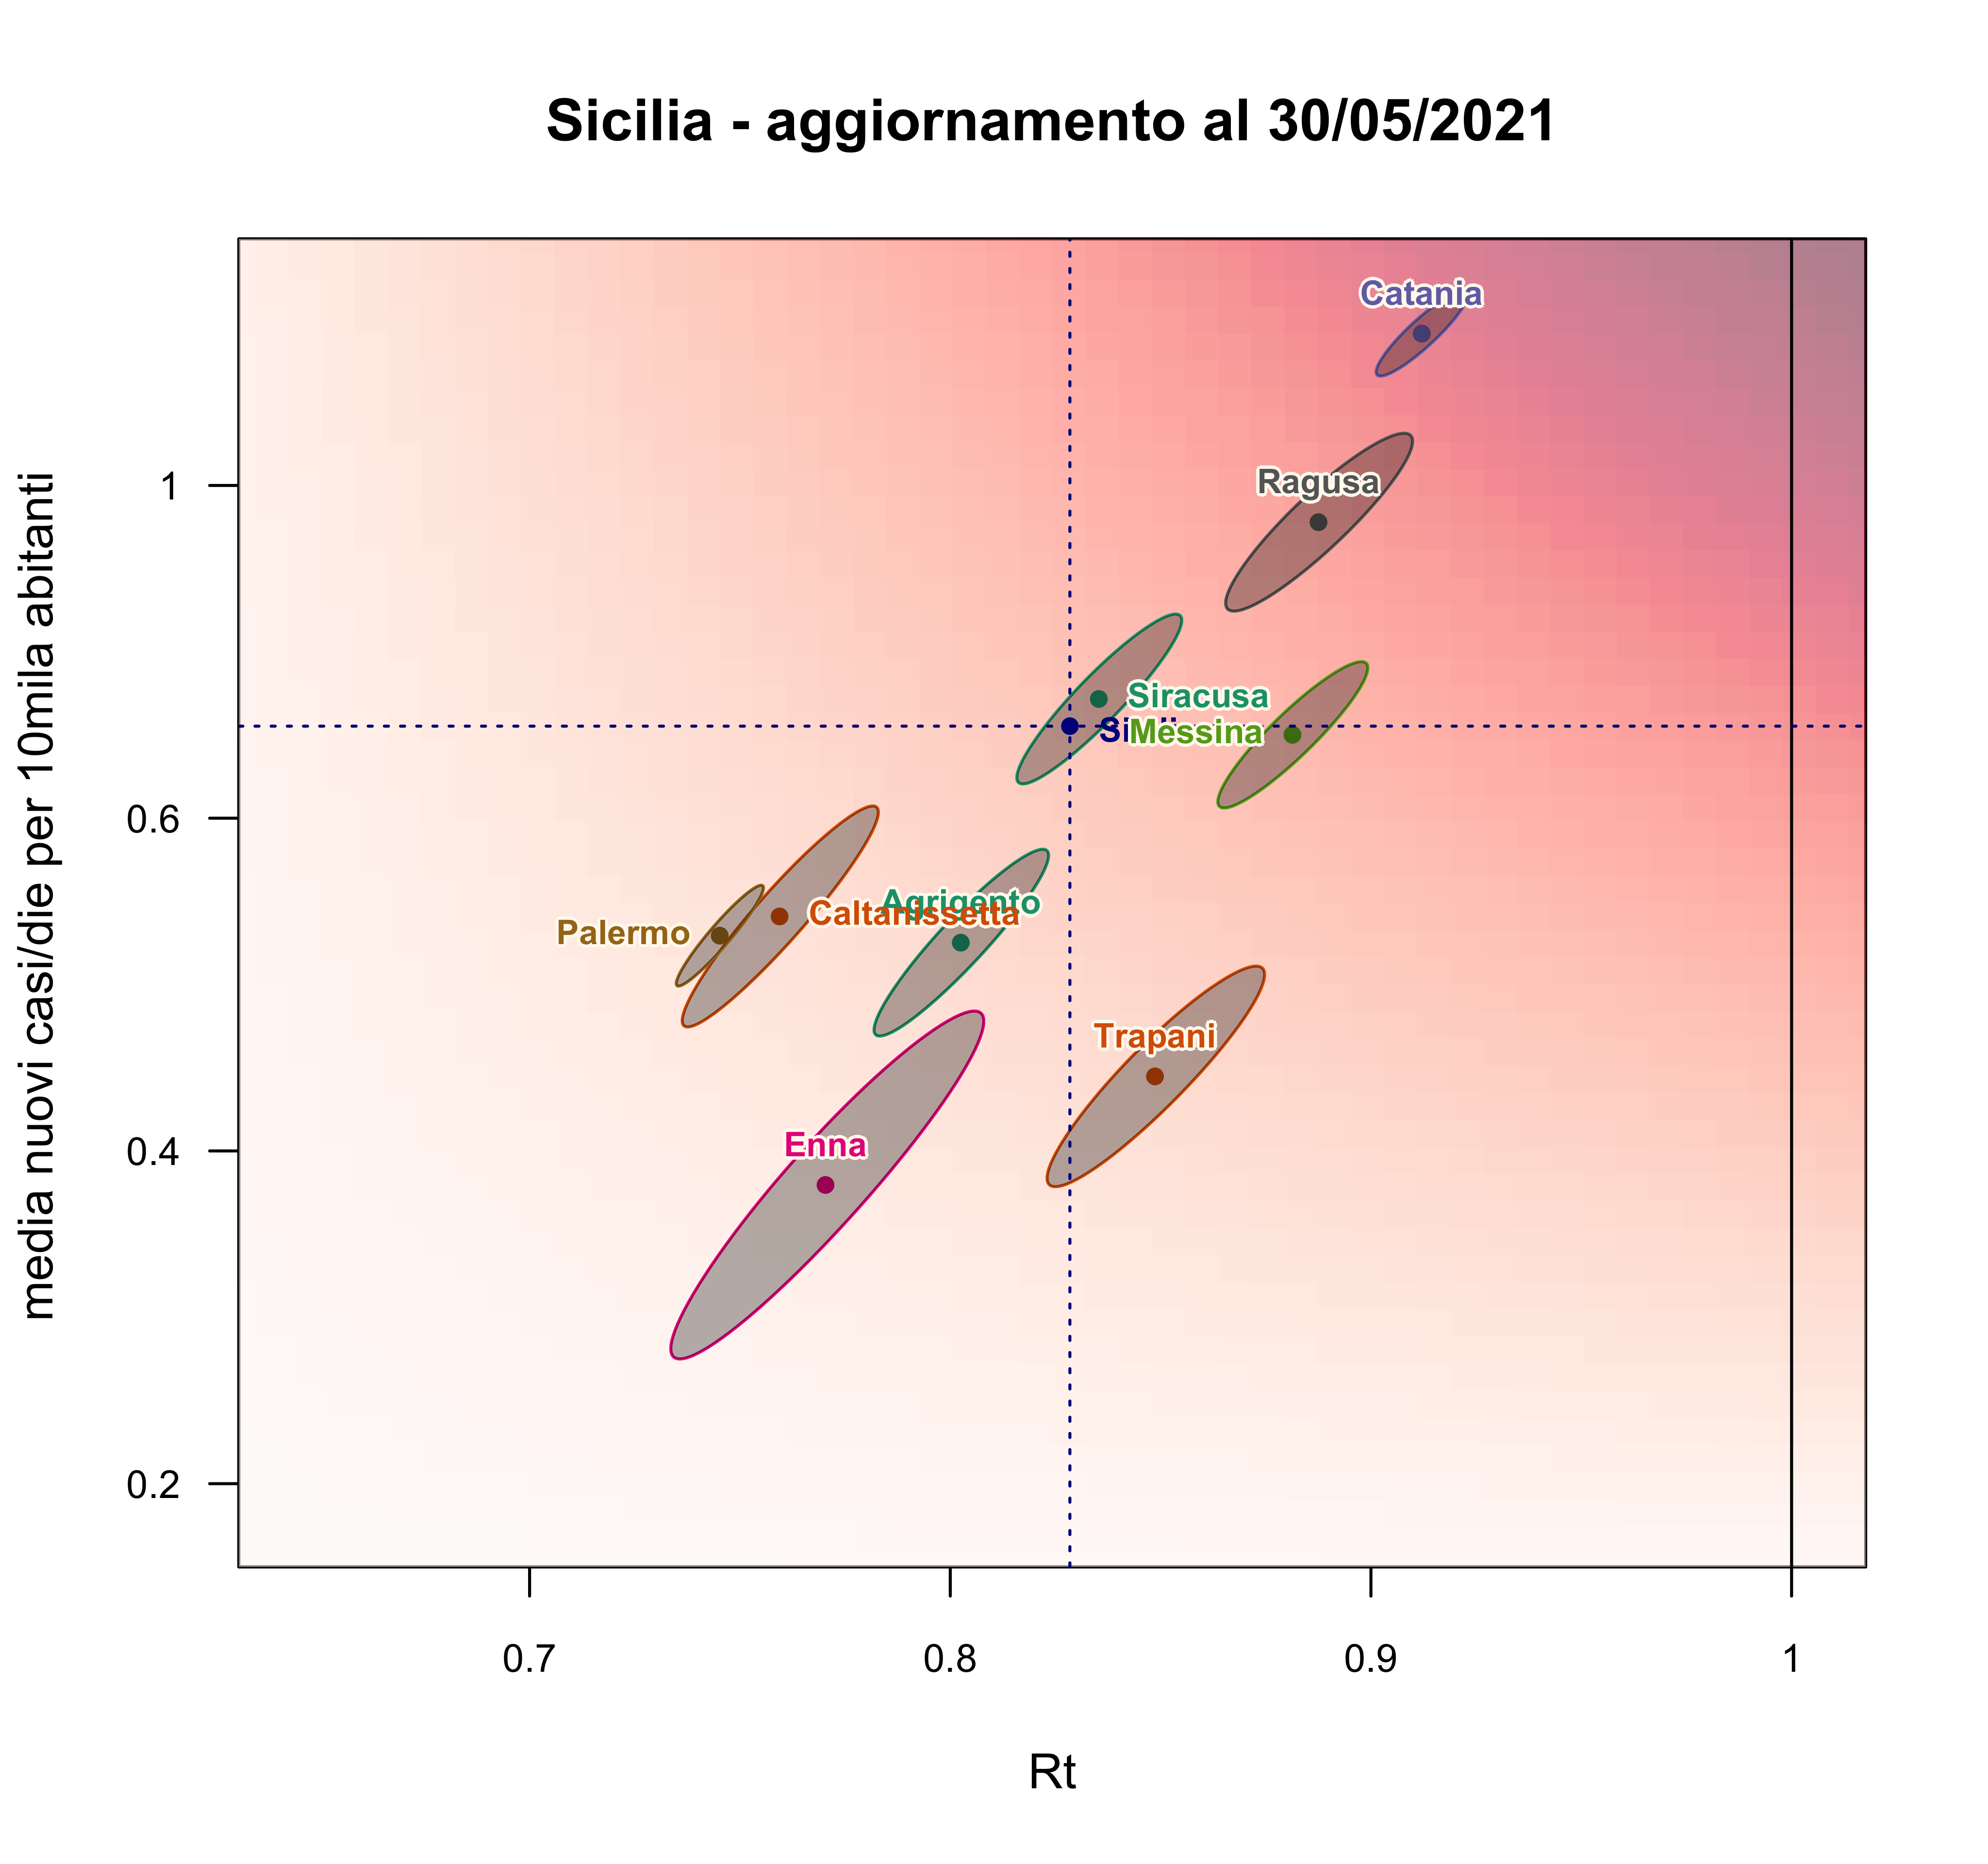 Sicilia - aggiornamento al 30/05/2021
media nuovi casi/die per 10mila abitanti
1
0.6
0.4
0.2
Catania
Ragusa
Siracusa
Messina
Agrigento
Caltanissetta
Palermo
Trapani
Enna
0.7
0.8
0.9
1
Rt